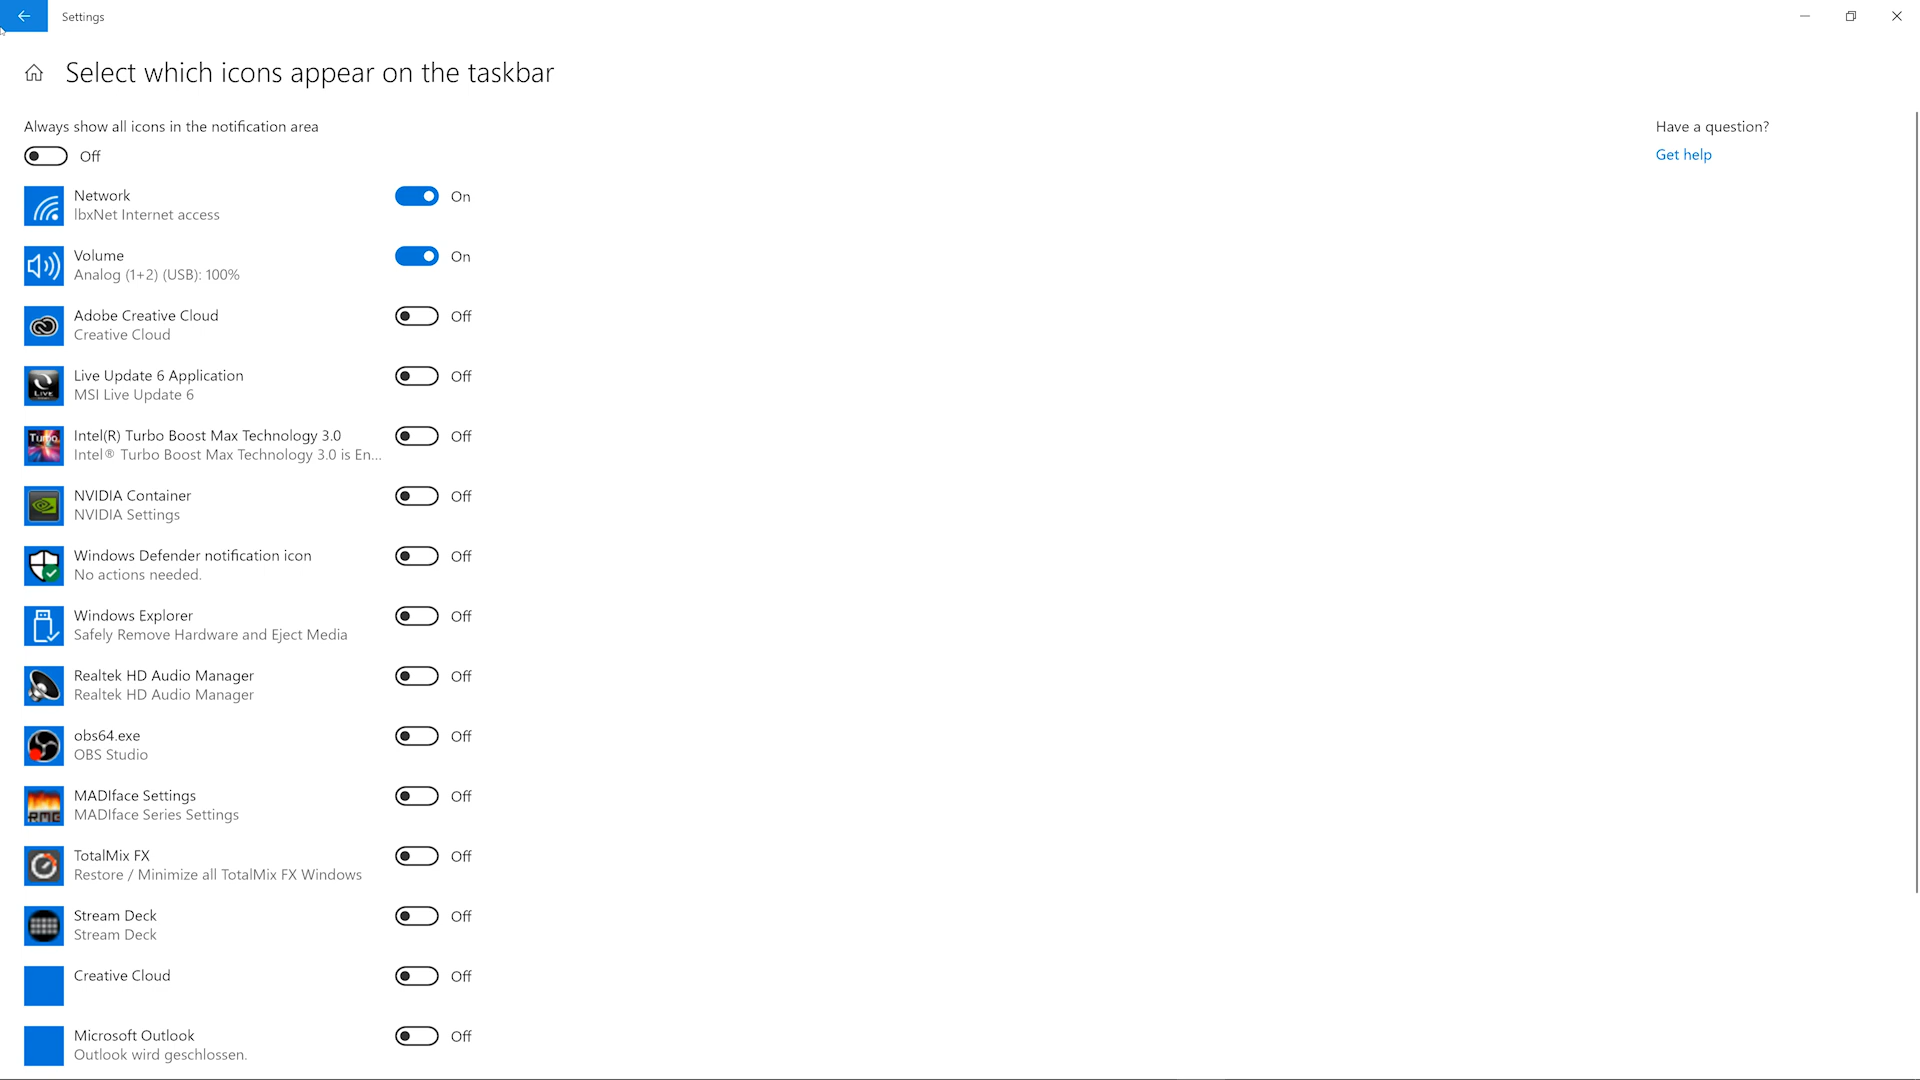 Settings
Select which icons appear on the taskbar
Always show all icons in the notification area
Off
Have a question?
Get help
Network
lbxNet Internet access
On
Volume
Analog (1+2) (USB): 100%
On
Adobe Creative Cloud
Creative Cloud
Off
Live Update 6 Application
MSI Live Update 6
Off
LIVE
Intel(R) Turbo Boost Max Technology 3.0
Intel® Turbo Boost Max Technology 3.0 is En...
Off
Turbo
NVIDIA Container
NVIDIA Settings
Off
Windows Defender notification icon
No actions needed.
Off
Windows Explorer
Safely Remove Hardware and Eject Media
Off
Realtek HD Audio Manager
Realtek HD Audio Manager
Off
obs64.exe
OBS Studio
Off
MADIface Settings
MADIface Series Settings
Off
RME
TotalMix FX
Restore / Minimize all TotalMix FX Windows
Off
Stream Deck
Stream Deck
Off
Creative Cloud
Off
Microsoft Outlook
Outlook wird geschlossen.
Off